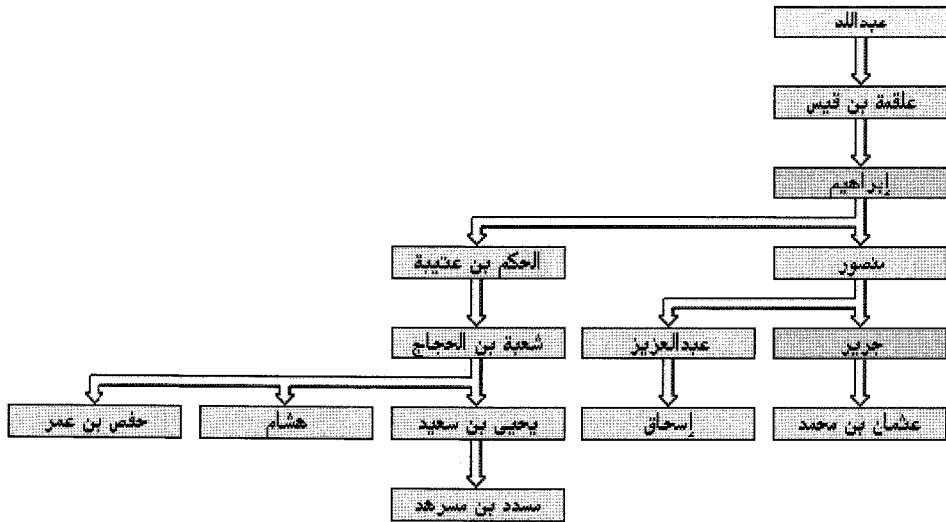 عبدالله
علقمة بن قيس
إبراهيم
منصور
الحكم بن عتيبة
جرير
عبدالعزيز
شعبة بن الحجاج
عثمان بن محمد
إسحاق
يحيى بن سعيد
هشام
حفص بن عمر
مسدد بن مسرهد